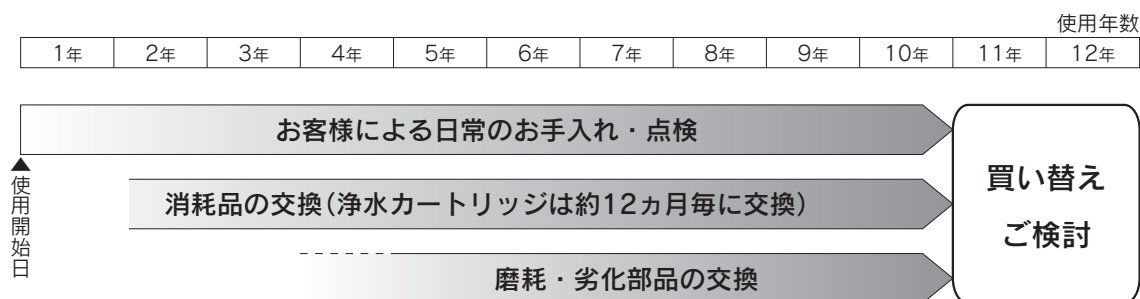 使用年数
1年 2年 3年 4年 5年 6年 7年 8年 9年 10年 11年 12年
お客様による日常のお手入れ・点検
使用開始日
消耗品の交換(浄水カートリッジは約12ヵ月毎に交換)
磨耗・劣化部品の交換
買い替え
ご検討